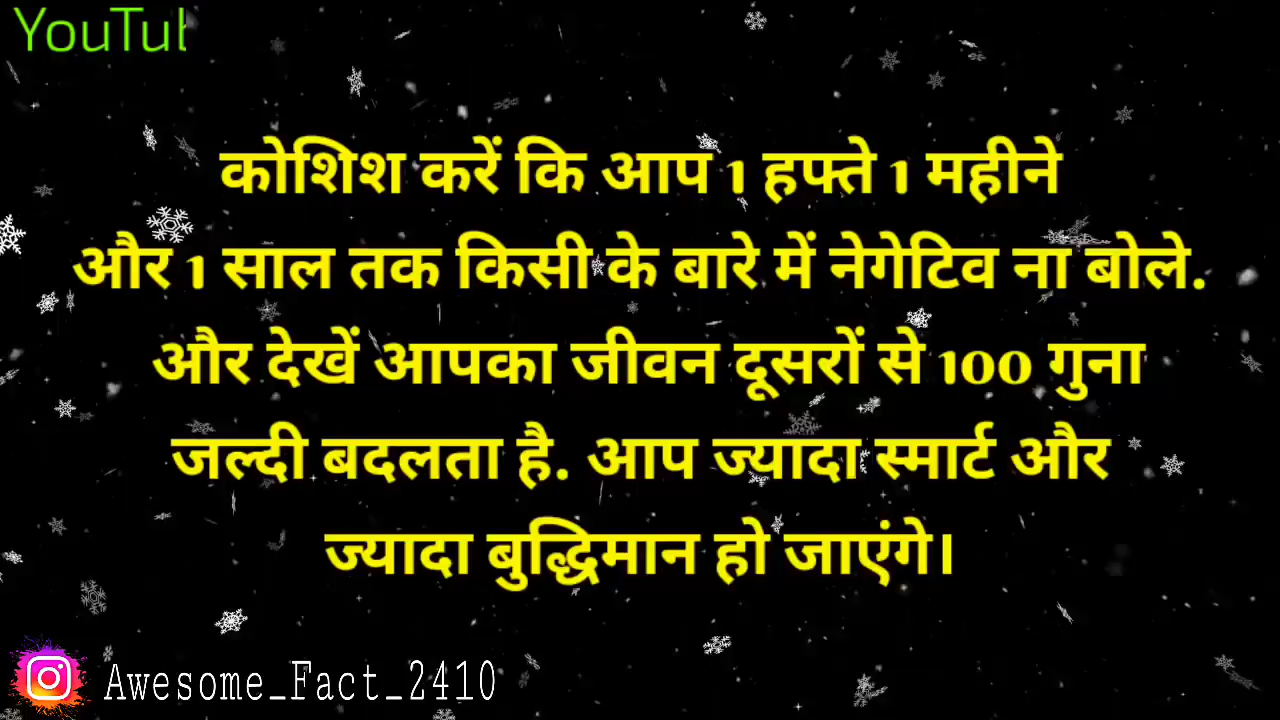 कोशिश करें कि आप 1 हफ्ते 1 महीने
और 1 साल तक किसी के बारे में नेगेटिव ना बोले.
और देखें आपका जीवन दूसरों से 100 गुना
जल्दी बदलता है. आप ज्यादा स्मार्ट और
ज्यादा बुद्धिमान हो जाएंगे।
Awesome_Fact_2410